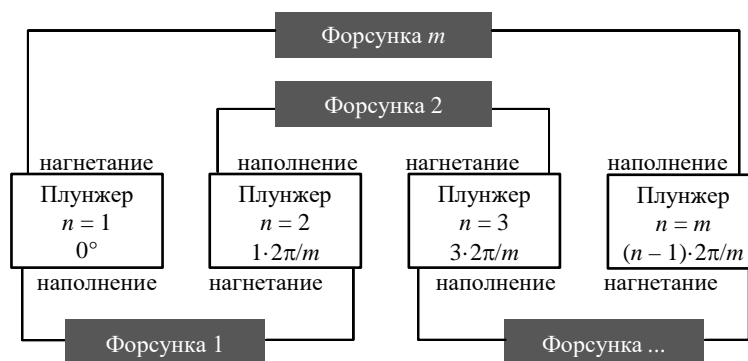 Форсунка m
Форсунка 2
нагнетание наполнение нагнетание наполнение
Плунжер Плунжер Плунжер Плунжер
n = 1 n = 2 n = 3 n = m
0° 1·2π/m 3·2π/m (n – 1)·2π/m
наполнение нагнетание наполнение нагнетание
Форсунка 1 Форсунка ...